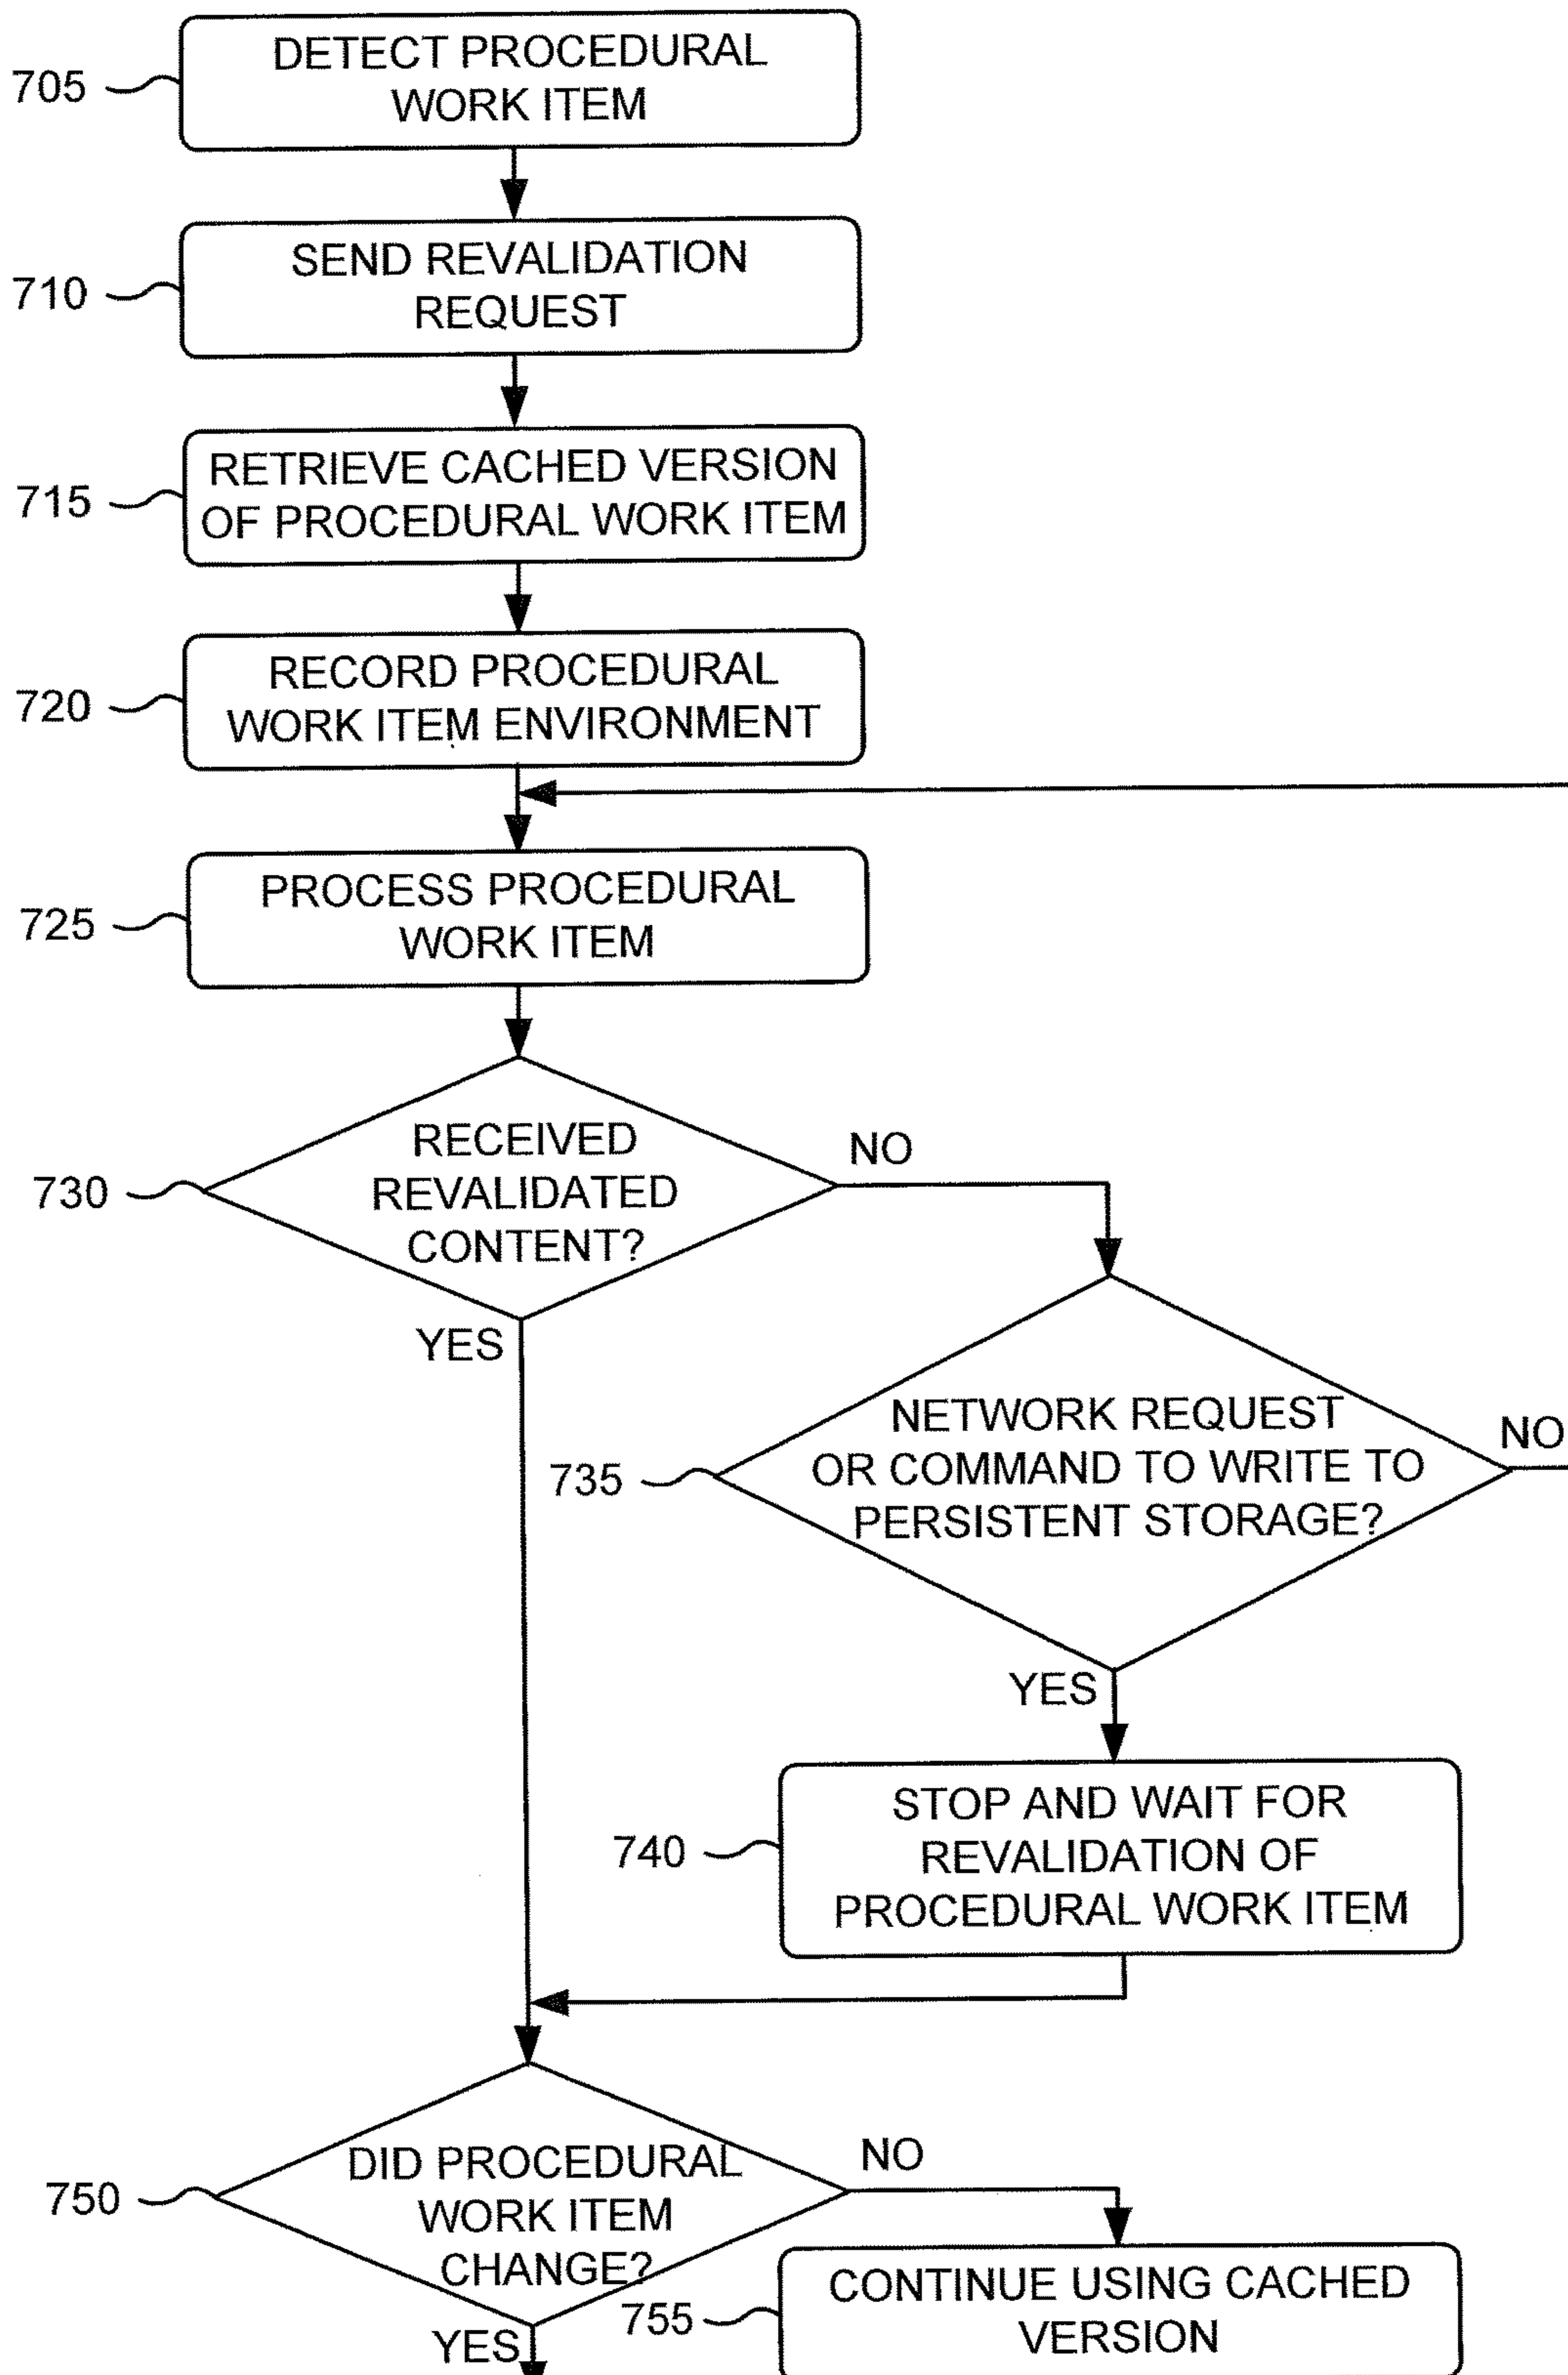 DETECT PROCEDURAL
WORK ITEM
705
SEND REVALIDATION
REQUEST
710
RETRIEVE CACHED VERSION
OF PROCEDURAL WORK ITEM
715
RECORD PROCEDURAL
WORK ITEM ENVIRONMENT
720
PROCESS PROCEDURAL
WORK ITEM
725
RECEIVED
REVALIDATED
CONTENT?
730
NO
YES
NETWORK REQUEST
OR COMMAND TO WRITE TO
PERSISTENT STORAGE?
735
NO
YES
STOP AND WAIT FOR
REVALIDATION OF
PROCEDURAL WORK ITEM
740
DID PROCEDURAL
WORK ITEM
CHANGE?
750
NO
YES
CONTINUE USING CACHED
VERSION
755